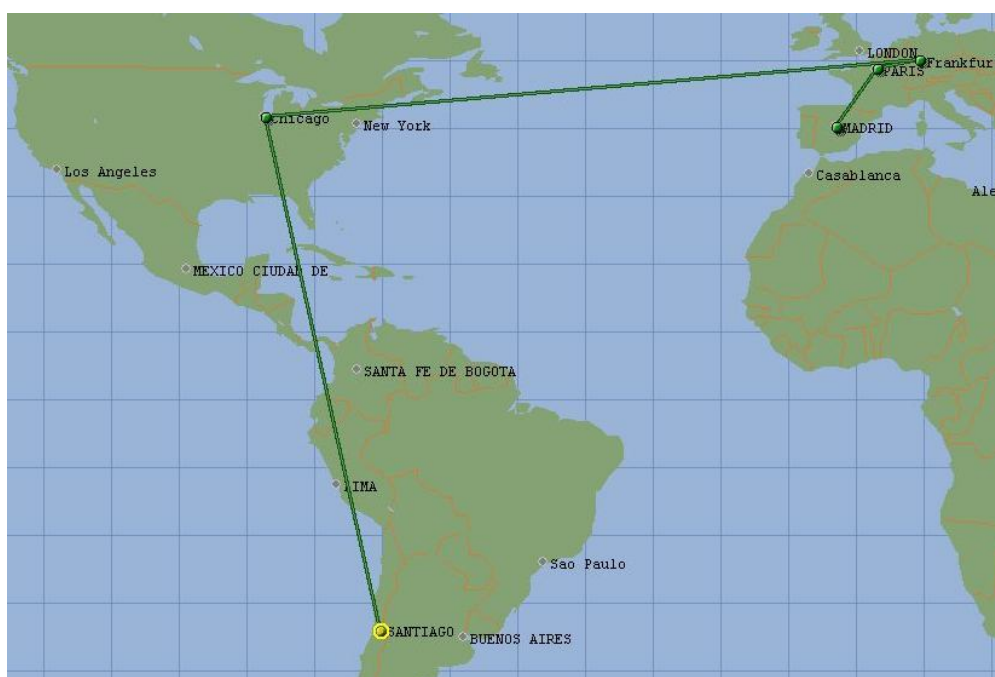 LONDON
Frankfur
PARIS
Chicago
New York
MADRID
Los Angeles
Casablanca
Ale
MEXICO CIUDAD DE
SANTA FE DE BOGOTA
LIMA
Sao Paulo
SANTIAGO
BUENOS AIRES